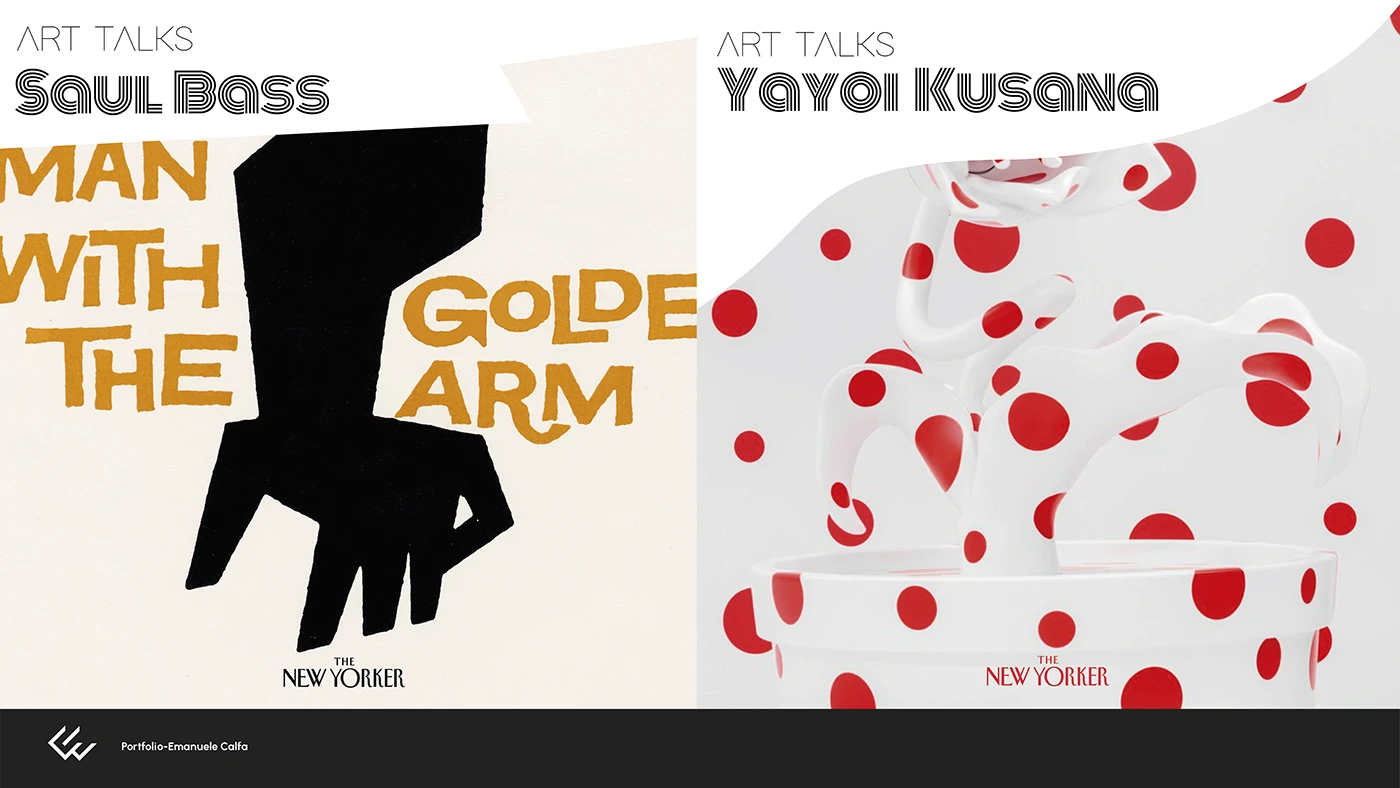 ART TALKS
Saul Bass
MAN
WITH
THE
GOLDE
ARM
THE
NEW YORKER
ART TALKS
Yayoi Kusana
THE
NEW YORKER
Portfolio-Emanuele Calfa